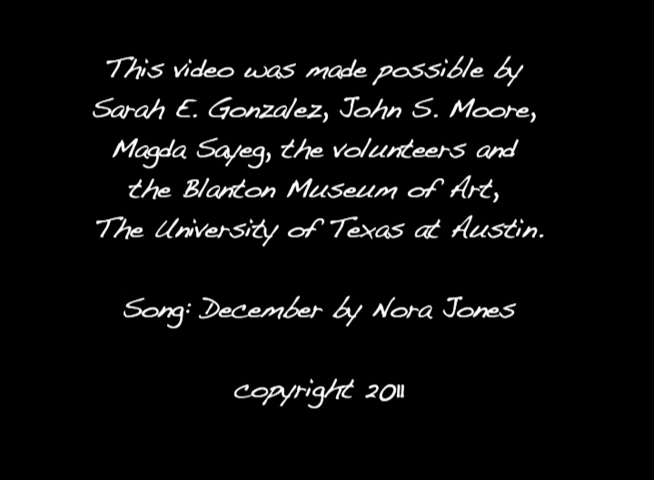 This video was made possible by
Sarah E. Gonzalez, John S. Moore,
Magda Sayeg, the volunteers and
the Blanton Museum of Art,
The University of Texas at Austin.
Song: December by Nora Jones
copyright 2011